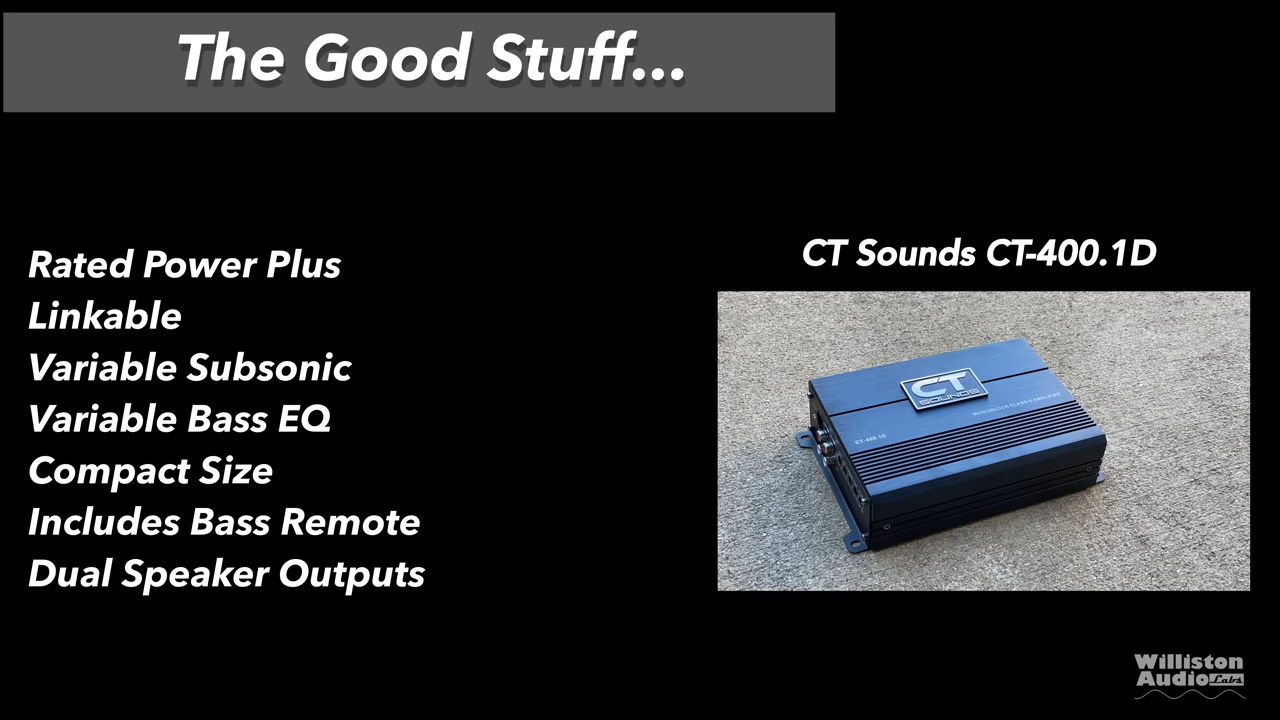 The Good Stuff...
Rated Power Plus
Linkable
Variable Subsonic
Variable Bass EQ
Compact Size
Includes Bass Remote
Dual Speaker Outputs
CT Sounds CT-400.1D
CT
SOUNDS
MONOBLOCK CLASS D AMPLIFIER
CT-400.1D
Williston
Audio Labs